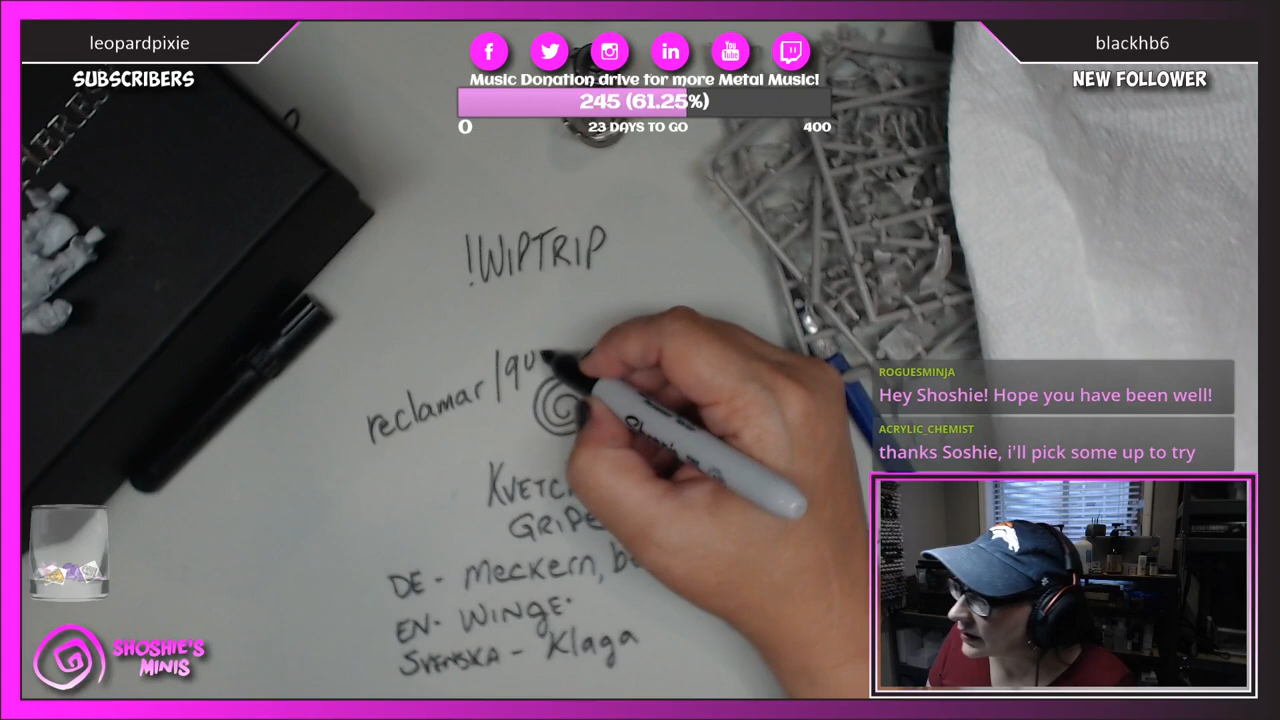 leopardpixie
SUBSCRIBERS
Music Donation drive for more Metal Music!
245 (61.25%)
0 23 DAYS TO GO 400
blackhb6
NEW FOLLOWER
!WIPTRIP
reclamar/qu
GRIPE
DE- Meckern,
EN- WINGE.
SVENSKA - Klaga
ROGUESMINJA
Hey Shoshie! Hope you have been well!
ACRYLIC_CHEMIST
thanks Soshie, i'll pick some up to try
SHOSHIE'S
MINIS